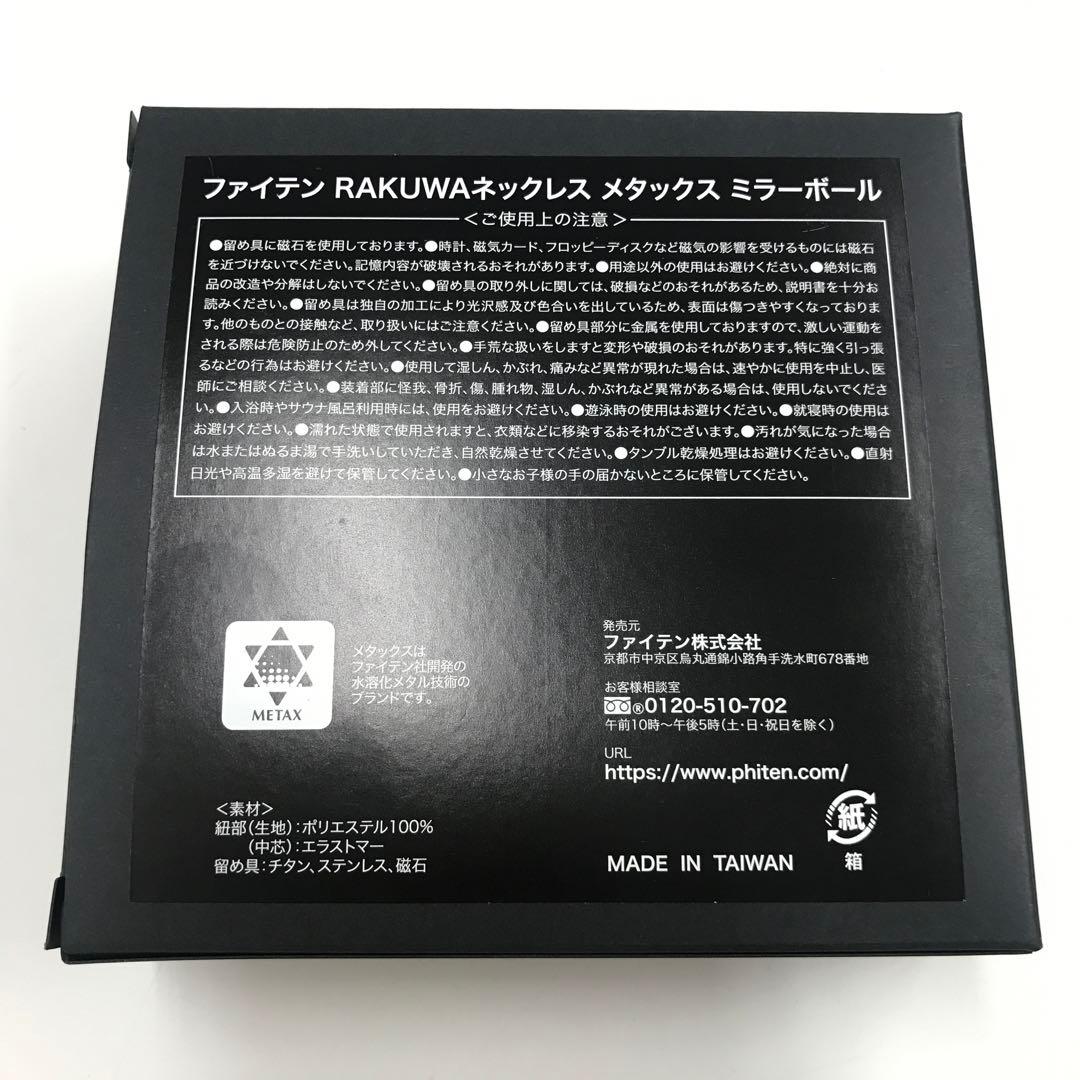 ファイテン RAKUWAネックレス メタックス ミラーボール
＜ご使用上の注意＞
●留め具に磁石を使用しております。●時計、磁気カード、フロッピーディスクなど磁気の影響を受けるものには磁石
を近づけないでください。記憶内容が破壊されるおそれがあります。●用途以外の使用はお避けください。●絶対に商
品の改造や分解はしないでください。●留め具の取り外しに関しては、破損などのおそれがあるため、説明書を十分お
読みください。●留め具は独自の加工により光沢感及び色合いを出しているため、表面は傷つきやすくなっておりま
す。他のものとの接触など、取り扱いにはご注意ください。●留め具部分に金属を使用しておりますので、激しい運動を
される際は危険防止のため外してください。●手荒な扱いをしますと変形や破損のおそれがあります。特に強く引っ張
るなどの行為はお避けください。●使用して湿しん、かぶれ、痛みなど異常が現れた場合は、速やかに使用を中止し、医
師にご相談ください。●装着部に怪我、骨折、傷、腫れ物、湿しん、かぶれなど異常がある場合は、使用しないでくださ
い。●入浴時やサウナ風呂利用時には、使用をお避けください。●遊泳時の使用はお避けください。●就寝時の使用は
お避けください。●濡れた状態で使用されますと、衣類などに移染するおそれがございます。●汚れが気になった場合
は水またはぬるま湯で手洗いしていただき、自然乾燥させてください。●タンブル乾燥処理はお避けください。●直射
日光や高温多湿を避けて保管してください。●小さなお子様の手の届かないところに保管してください。
METAX
メタックスは
ファイテン社開発の
水溶化メタル技術の
ブランドです。
発売元
ファイテン株式会社
京都市中京区烏丸通錦小路角手洗水町678番地
お客様相談室
®0120-510-702
午前10時〜午後5時（土・日・祝日を除く）
URL
https://www.phiten.com/
＜素材＞
紐部（生地）：ポリエステル100％
（中芯）：エラストマー
留め具：チタン、ステンレス、磁石
MADE IN TAIWAN
紙
箱